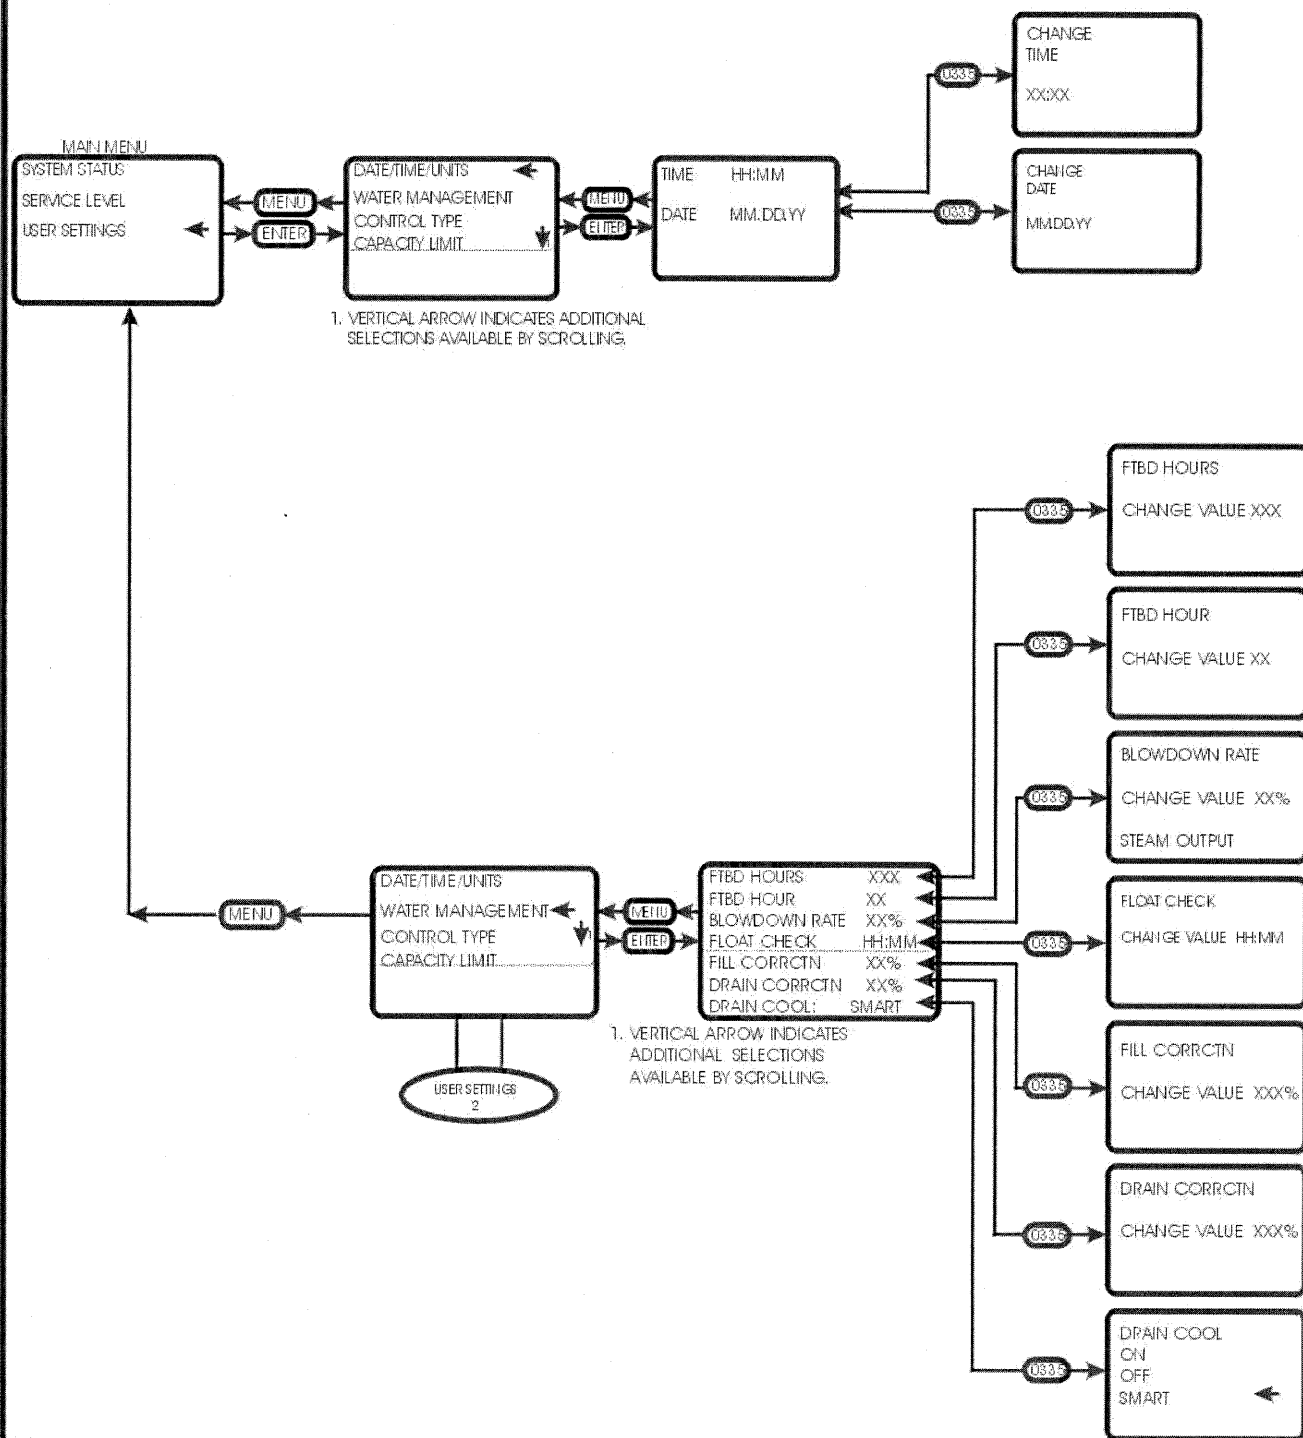 MAIN MENU
SYSTEM STATUS
SERVICE LEVEL
USER SETTINGS
MENU
ENTER
DATE/TIME/UNITS
WATER MANAGEMENT
CONTROL TYPE
CAPACITY LIMIT
1
1. VERTICAL ARROW INDICATES ADDITIONAL
SELECTIONS AVAILABLE BY SCROLLING.
MENU
ENTER
TIME HH:MM
DATE MM.DD.YY
0335
CHANGE
TIME
XX:XX
0335
CHANGE
DATE
MM.DD.YY
MENU
DATE/TIME/UNITS
WATER MANAGEMENT
CONTROL TYPE
CAPACITY LIMIT
1
USER SETTINGS
2
MENU
ENTER
FTBD HOURS XXX
FTBD HOUR XX
BLOWDOWN RATE XX%
FLOAT CHECK HH:MM
FILL CORRCTN XX%
DRAIN CORRCTN XX%
DRAIN COOL: SMART
1. VERTICAL ARROW INDICATES
ADDITIONAL SELECTIONS
AVAILABLE BY SCROLLING.
0335
FTBD HOURS
CHANGE VALUE XXX
0335
FTBD HOUR
CHANGE VALUE XX
0335
BLOWDOWN RATE
CHANGE VALUE XX%
STEAM OUTPUT
0335
FLOAT CHECK
CHANGE VALUE HH:MM
0335
FILL CORRCTN
CHANGE VALUE XXX%
0335
DRAIN CORRCTN
CHANGE VALUE XXX%
0335
DRAIN COOL
ON
OFF
SMART